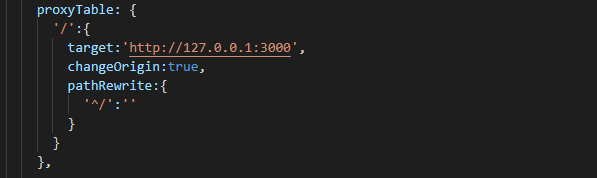 proxyTable: {
'/':{
target:'http://127.0.0.1:3000',
changeOrigin:true,
pathRewrite:{
'^/':''
}
}
},